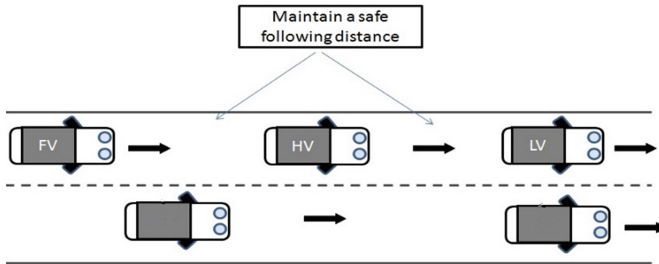 Maintain a safe
following distance
FV
HV
LV